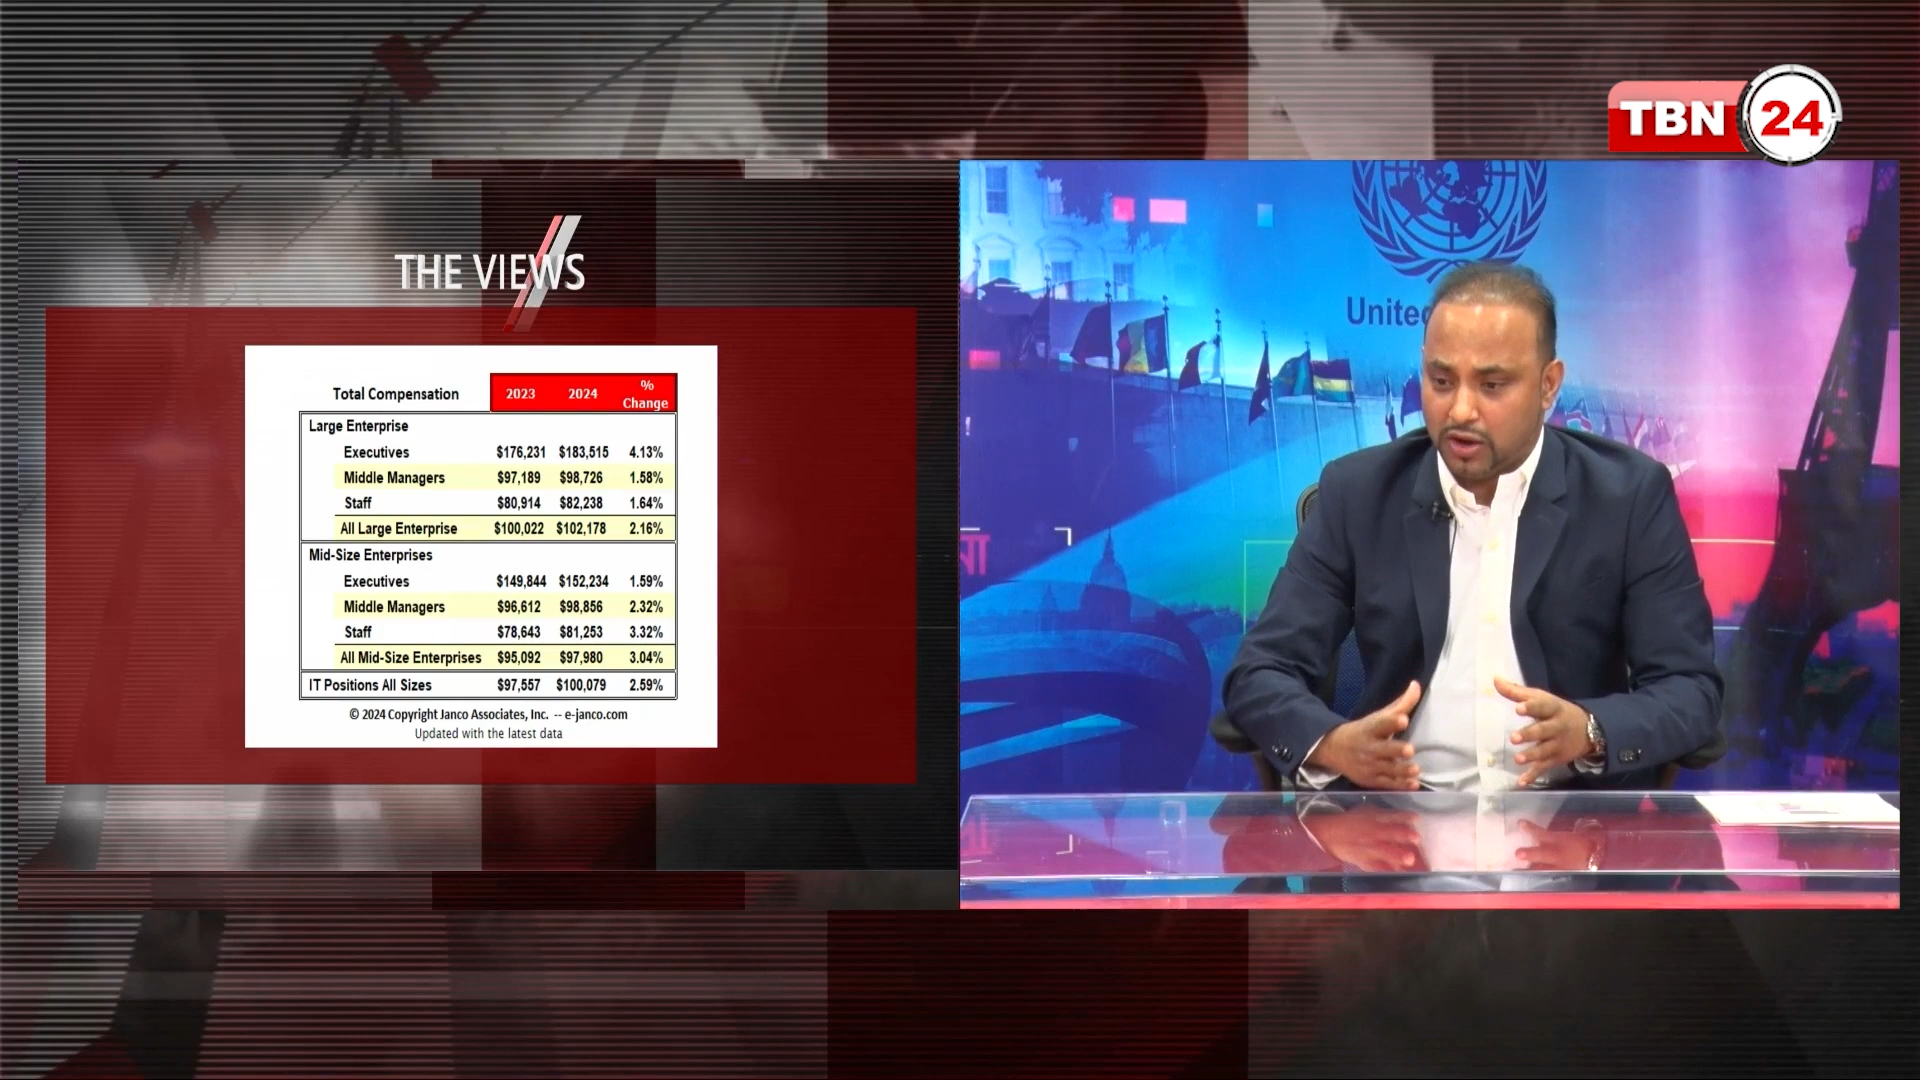 TBN 24
THE VIEWS
Total Compensation 2023 2024 % Change
Large Enterprise
Executives $176,231 $183,515 4.13%
Middle Managers $97,189 $98,726 1.58%
Staff $80,914 $82,238 1.64%
All Large Enterprise $100,022 $102,178 2.16%
Mid-Size Enterprises
Executives $149,844 $152,234 1.59%
Middle Managers $96,612 $98,856 2.32%
Staff $78,643 $81,253 3.32%
All Mid-Size Enterprises $95,092 $97,980 3.04%
IT Positions All Sizes $97,557 $100,079 2.59%
© 2024 Copyright Janco Associates, Inc. -- e-janco.com
Updated with the latest data